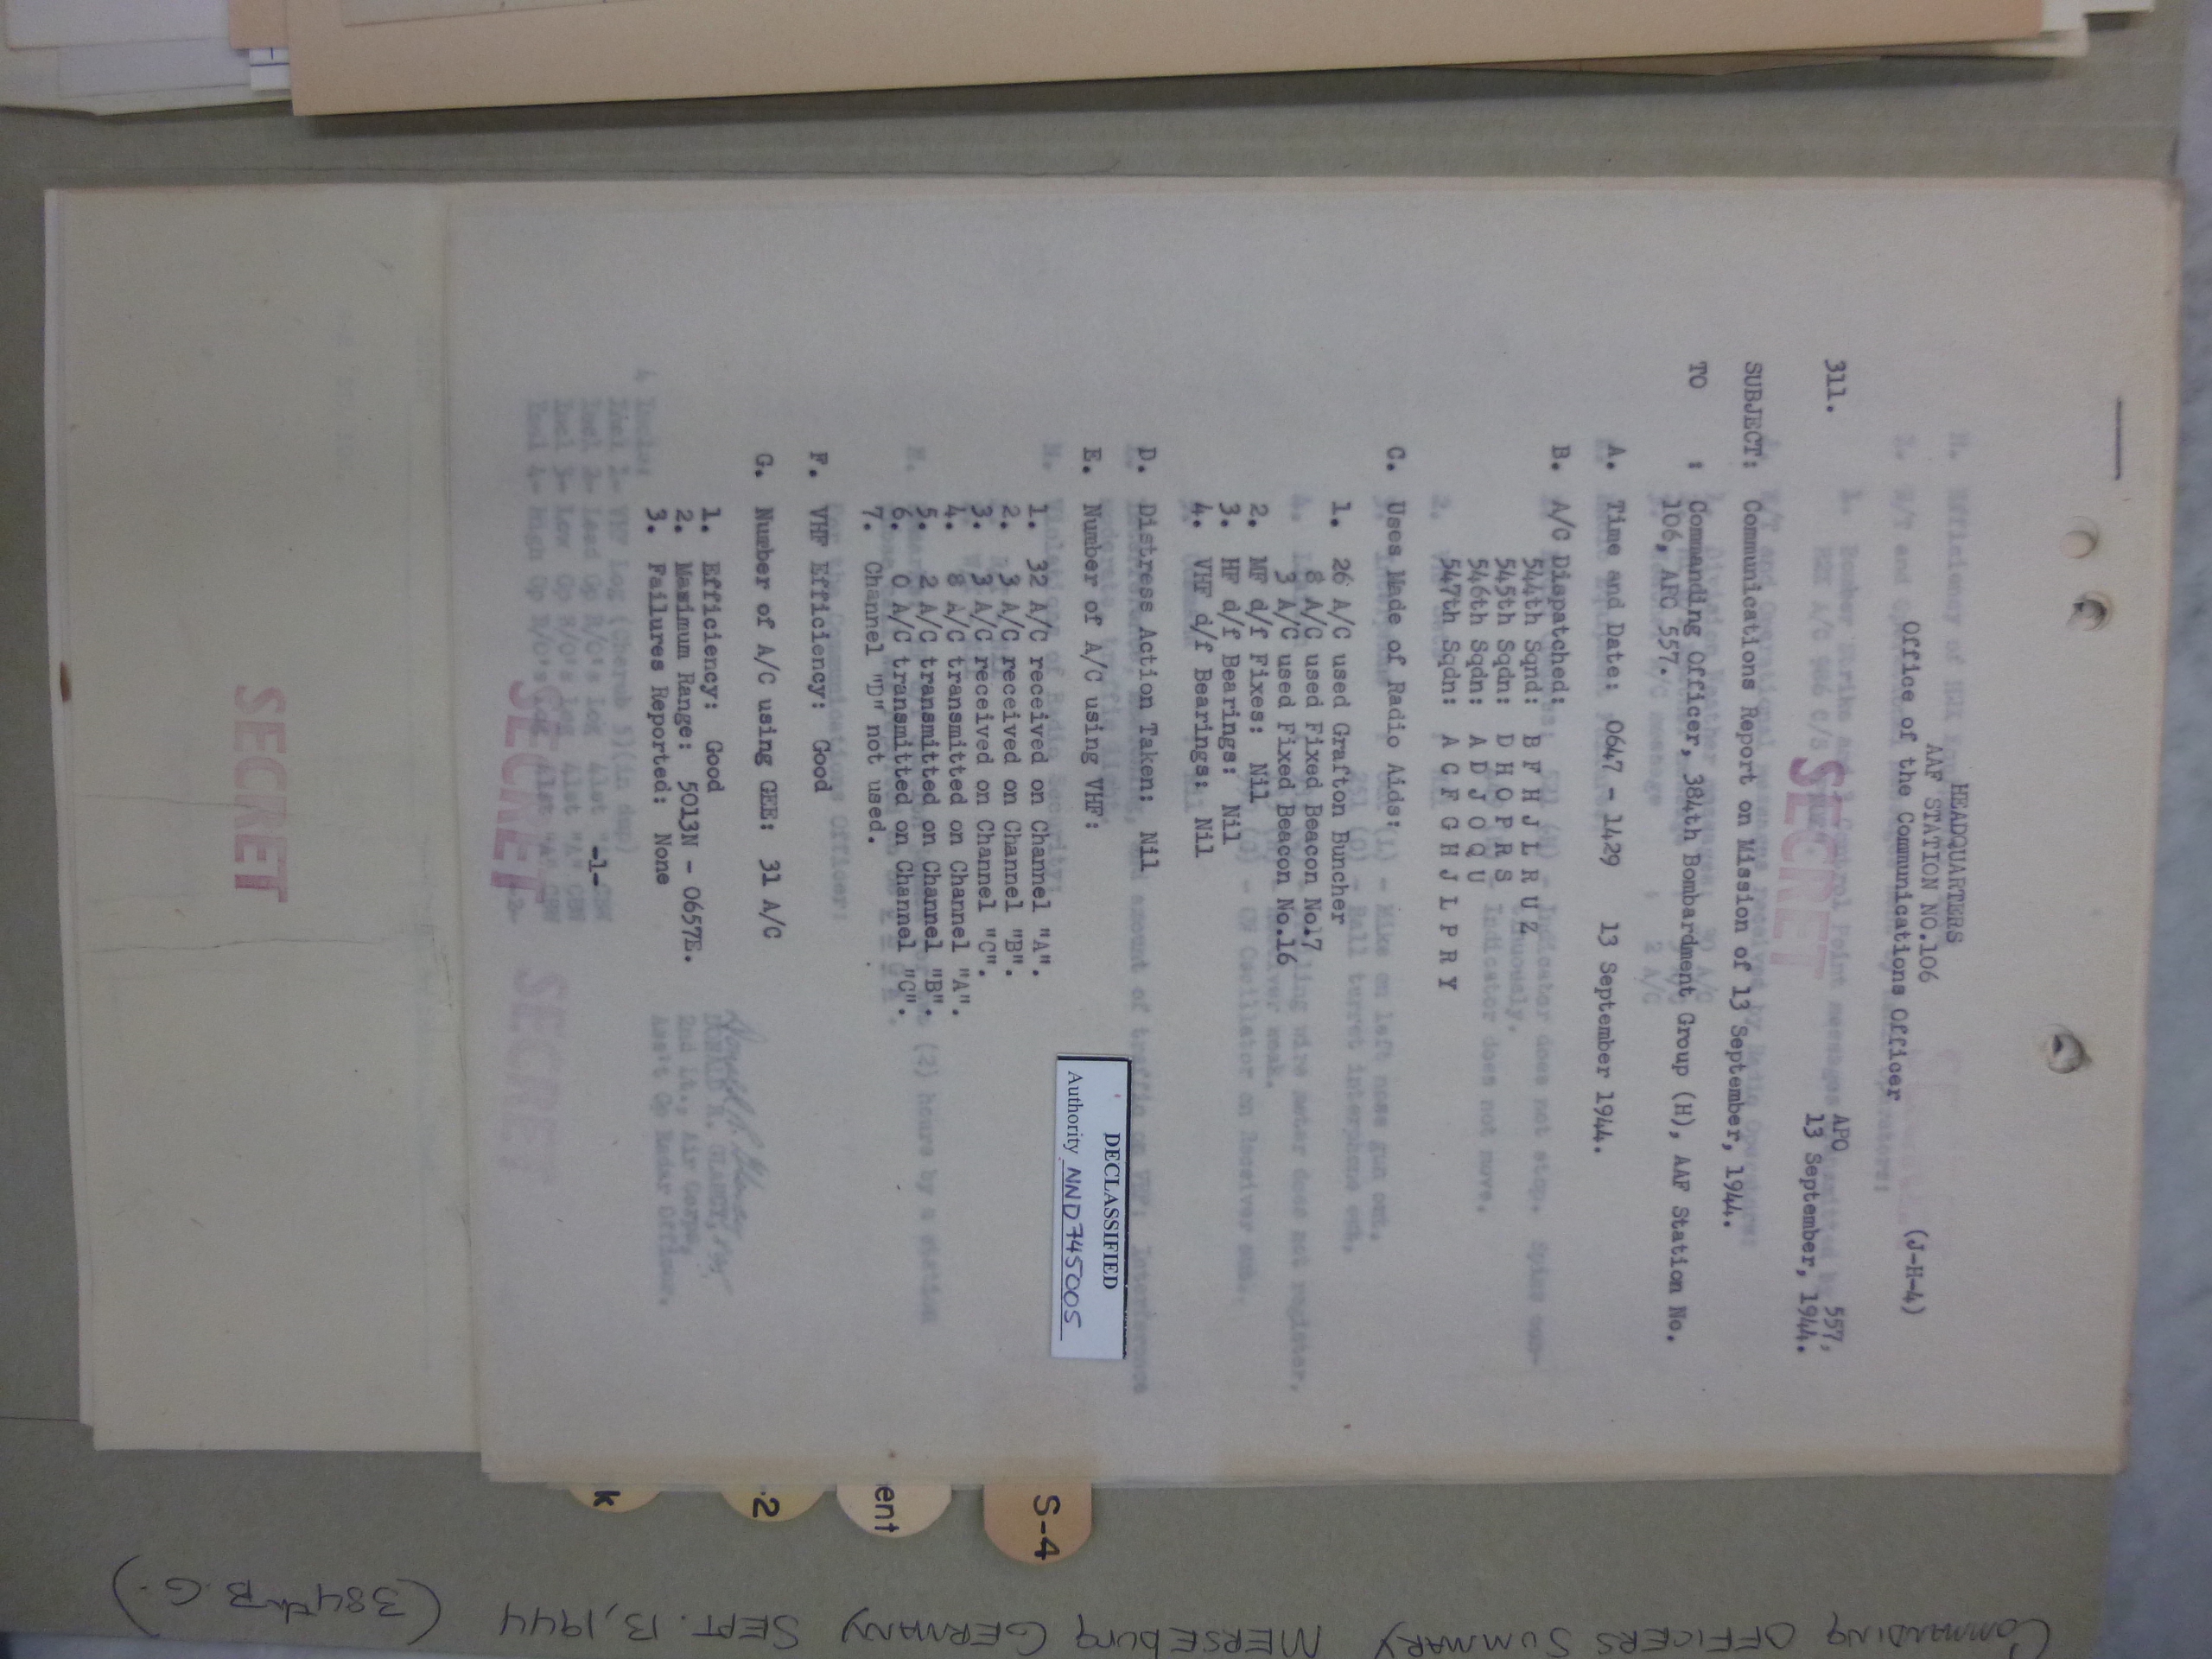 HEADQUARTERS
AAF STATION NO.106
Office of the Communications Officer
(J-H-4)
SECRET
APO 557,
311. 13 September, 1944.
SUBJECT: Communications Report on Mission of 13 September, 1944.
TO : Commanding Officer, 384th Bombardment Group (H), AAF Station No.
106, APC 557.
A. Time and Date: 0647 - 1429 13 September 1944.
B. A/C Dispatched:
544th Sqnd: B F H J L R U Z
545th Sqdn: D H O P R S
546th Sqdn: A D J O Q U
547th Sqdn: A C F G H J L P R Y
C. Uses Made of Radio Aids:
1. 26 A/C used Grafton Buncher
8 A/C used Fixed Beacon No.17
3 A/C used Fixed Beacon No.16
2. MF d/f Fixes: Nil
3. HF d/f Bearings: Nil
4. VHF d/f Bearings: Nil
D. Distress Action Taken: Nil
E. Number of A/C using VHF:
1. 32 A/C received on Channel "A".
2. 3 A/C received on Channel "B".
3. 3 A/C received on Channel "C".
4. 8 A/C transmitted on Channel "A".
5. 2 A/C transmitted on Channel "B".
6. 0 A/C transmitted on Channel "C".
7. Channel "D" not used.
F. VHF Efficiency: Good
G. Number of A/C using GEE: 31 A/C
1. Efficiency: Good
2. Maximum Range: 5013N - 0657E.
3. Failures Reported: None
-1-
SECRET
SECRET
SECRET
DECLASSIFIED
Authority NND745005
S-4
ent
.2
k
COMMANDING OFFICERS SUMMARY MERSEBURG GERMANY SEPT. 13, 1944 (384th B.G.)